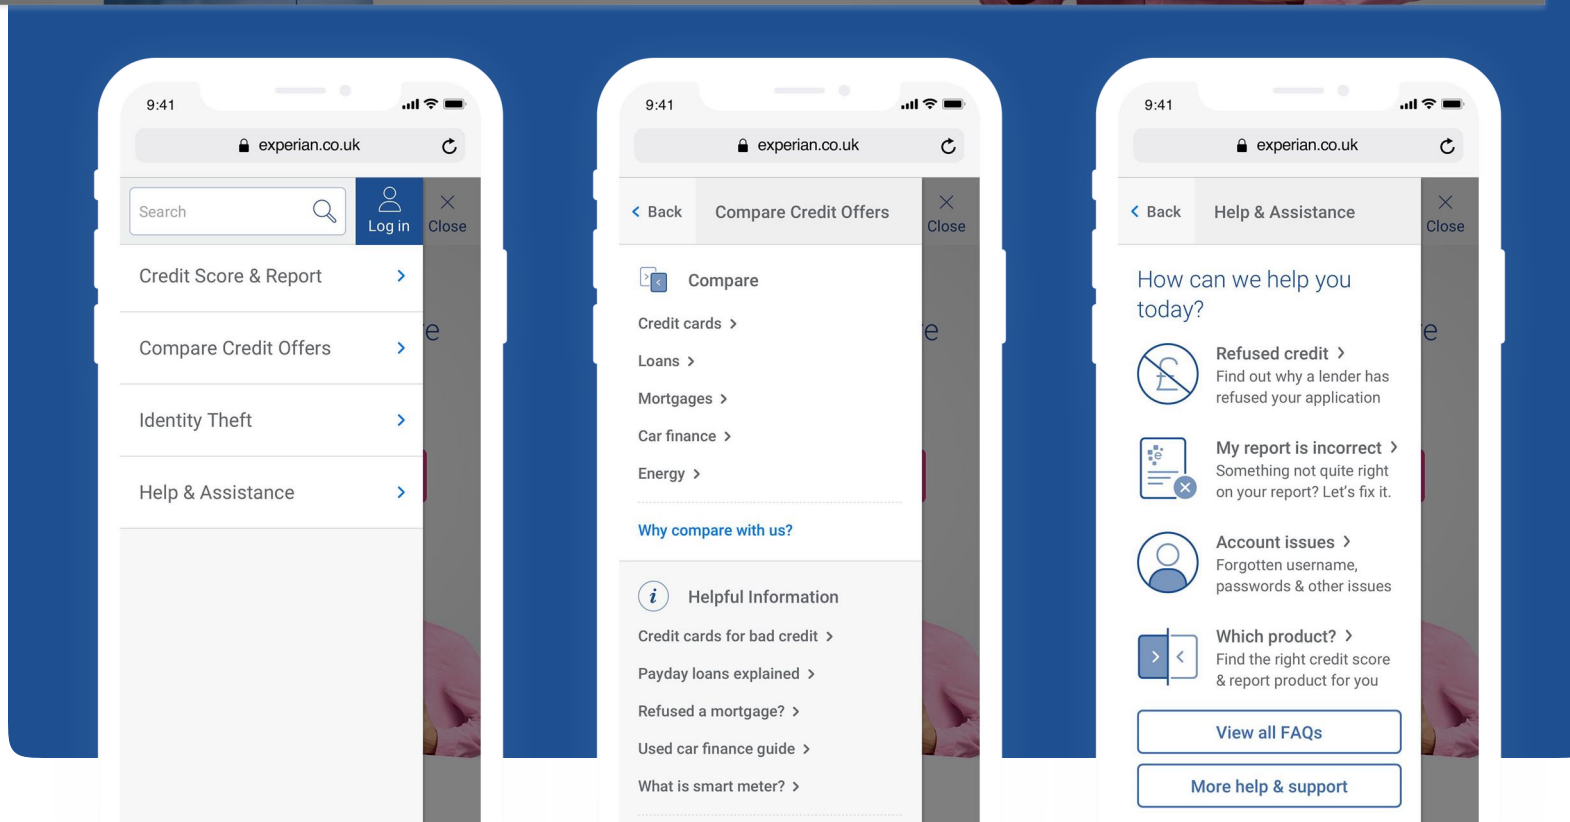 9:41
experian.co.uk
Search
Log in
Close
Credit Score & Report
Compare Credit Offers
Identity Theft
Help & Assistance
e
9:41
experian.co.uk
Back
Compare Credit Offers
Close
Compare
Credit cards
Loans
Mortgages
Car finance
Energy
Why compare with us?
i Helpful Information
Credit cards for bad credit
Payday loans explained
Refused a mortgage?
Used car finance guide
What is smart meter?
e
9:41
experian.co.uk
Back
Help & Assistance
Close
How can we help you
today?
£
Refused credit
Find out why a lender has
refused your application
e
My report is incorrect
Something not quite right
on your report? Let's fix it.
Account issues
Forgotten username,
passwords & other issues
Which product?
Find the right credit score
& report product for you
View all FAQs
More help & support
e